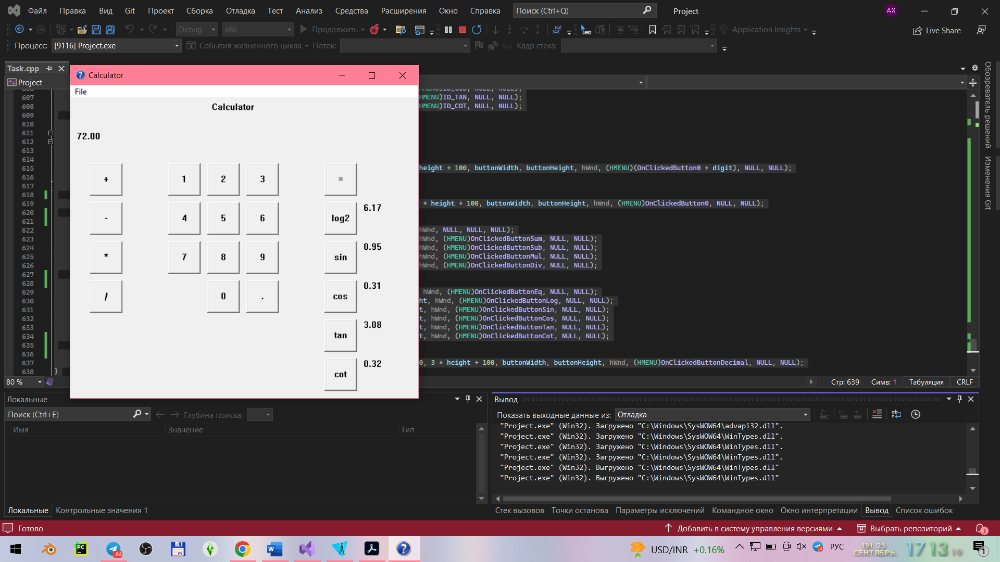 Файл Правка Вид Git Проект Сборка Отладка Тест Анализ Средства Расширения Окно Справка Поиск (Ctrl+Q) Project AX
Debug x86 Продолжить Application Insights Live Share
Процесс: [9116] Project.exe События жизненного цикла Поток: Кадр стека:
Task.cpp
Project
Calculator
File
Calculator
72.00
+ 1 2 3 =
- 4 5 6 log2 6.17
* 7 8 9 sin 0.95
/ 0 . cos 0.31
tan 3.08
cot 0.32
607 HMENU)ID_TAN, NULL, NULL);
608 HMENU)ID_COT, NULL, NULL);
609
610
611
612
613
614
615 height + 100, buttonWidth, buttonHeight, hWnd, (HMENU)(OnClickedButton0 + digit), NULL, NULL);
616
617
618
619 * height + 100, buttonWidth, buttonHeight, hWnd, (HMENU)OnClickedButton0, NULL, NULL);
620
621
622 hWnd, NULL, NULL, NULL);
623 hWnd, (HMENU)OnClickedButtonSum, NULL, NULL);
624 hWnd, (HMENU)OnClickedButtonSub, NULL, NULL);
625 hWnd, (HMENU)OnClickedButtonMul, NULL, NULL);
626 hWnd, (HMENU)OnClickedButtonDiv, NULL, NULL);
627
628
629 hWnd, (HMENU)OnClickedButtonEq, NULL, NULL);
630 ht, hWnd, (HMENU)OnClickedButtonLog, NULL, NULL);
631 t, hWnd, (HMENU)OnClickedButtonSin, NULL, NULL);
632 t, hWnd, (HMENU)OnClickedButtonCos, NULL, NULL);
633 t, hWnd, (HMENU)OnClickedButtonTan, NULL, NULL);
634 t, hWnd, (HMENU)OnClickedButtonCot, NULL, NULL);
635
636
637 0, 3 * height + 100, buttonWidth, buttonHeight, hWnd, (HMENU)OnClickedButtonDecimal, NULL, NULL);
638 }
Обозреватель решений
Изменения Git
80 % Стр: 639 Симв: 1 Табуляция CRLF
Локальные
Поиск (Ctrl+E) Глубина поиска:
Имя Значение Тип
Локальные Контрольные значения 1
Вывод
Показать выходные данные из: Отладка
"Project.exe" (Win32). Загружено "C:\Windows\SysWOW64\advapi32.dll".
"Project.exe" (Win32). Загружено "C:\Windows\SysWOW64\WinTypes.dll".
"Project.exe" (Win32). Загружено "C:\Windows\SysWOW64\WinTypes.dll".
"Project.exe" (Win32). Загружено "C:\Windows\SysWOW64\WinTypes.dll".
"Project.exe" (Win32). Выгружено "C:\Windows\SysWOW64\WinTypes.dll"
"Project.exe" (Win32). Выгружено "C:\Windows\SysWOW64\WinTypes.dll"
Стек вызовов Точки останова Параметры исключений Командное окно Окно интерпретации Вывод Список ошибок
Готово Добавить в систему управления версиями Выбрать репозиторий 3
PC ..84 64 W USD/INR +0.16% РУС ПН, 25 СЕНТЯБРЬ 17 13 19 1